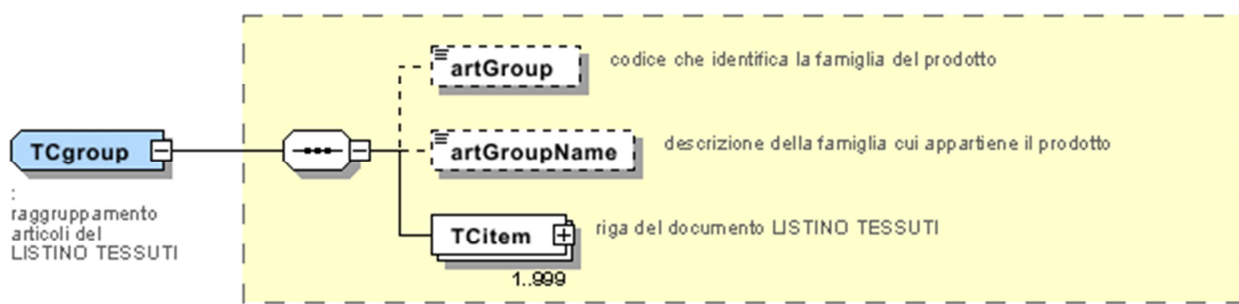 artGroup
codice che identifica la famiglia del prodotto
TCgroup
artGroupName
descrizione della famiglia cui appartiene il prodotto
:
raggruppamento
articoli del
LISTINO TESSUTI
TCitem
riga del documento LISTINO TESSUTI
1..999